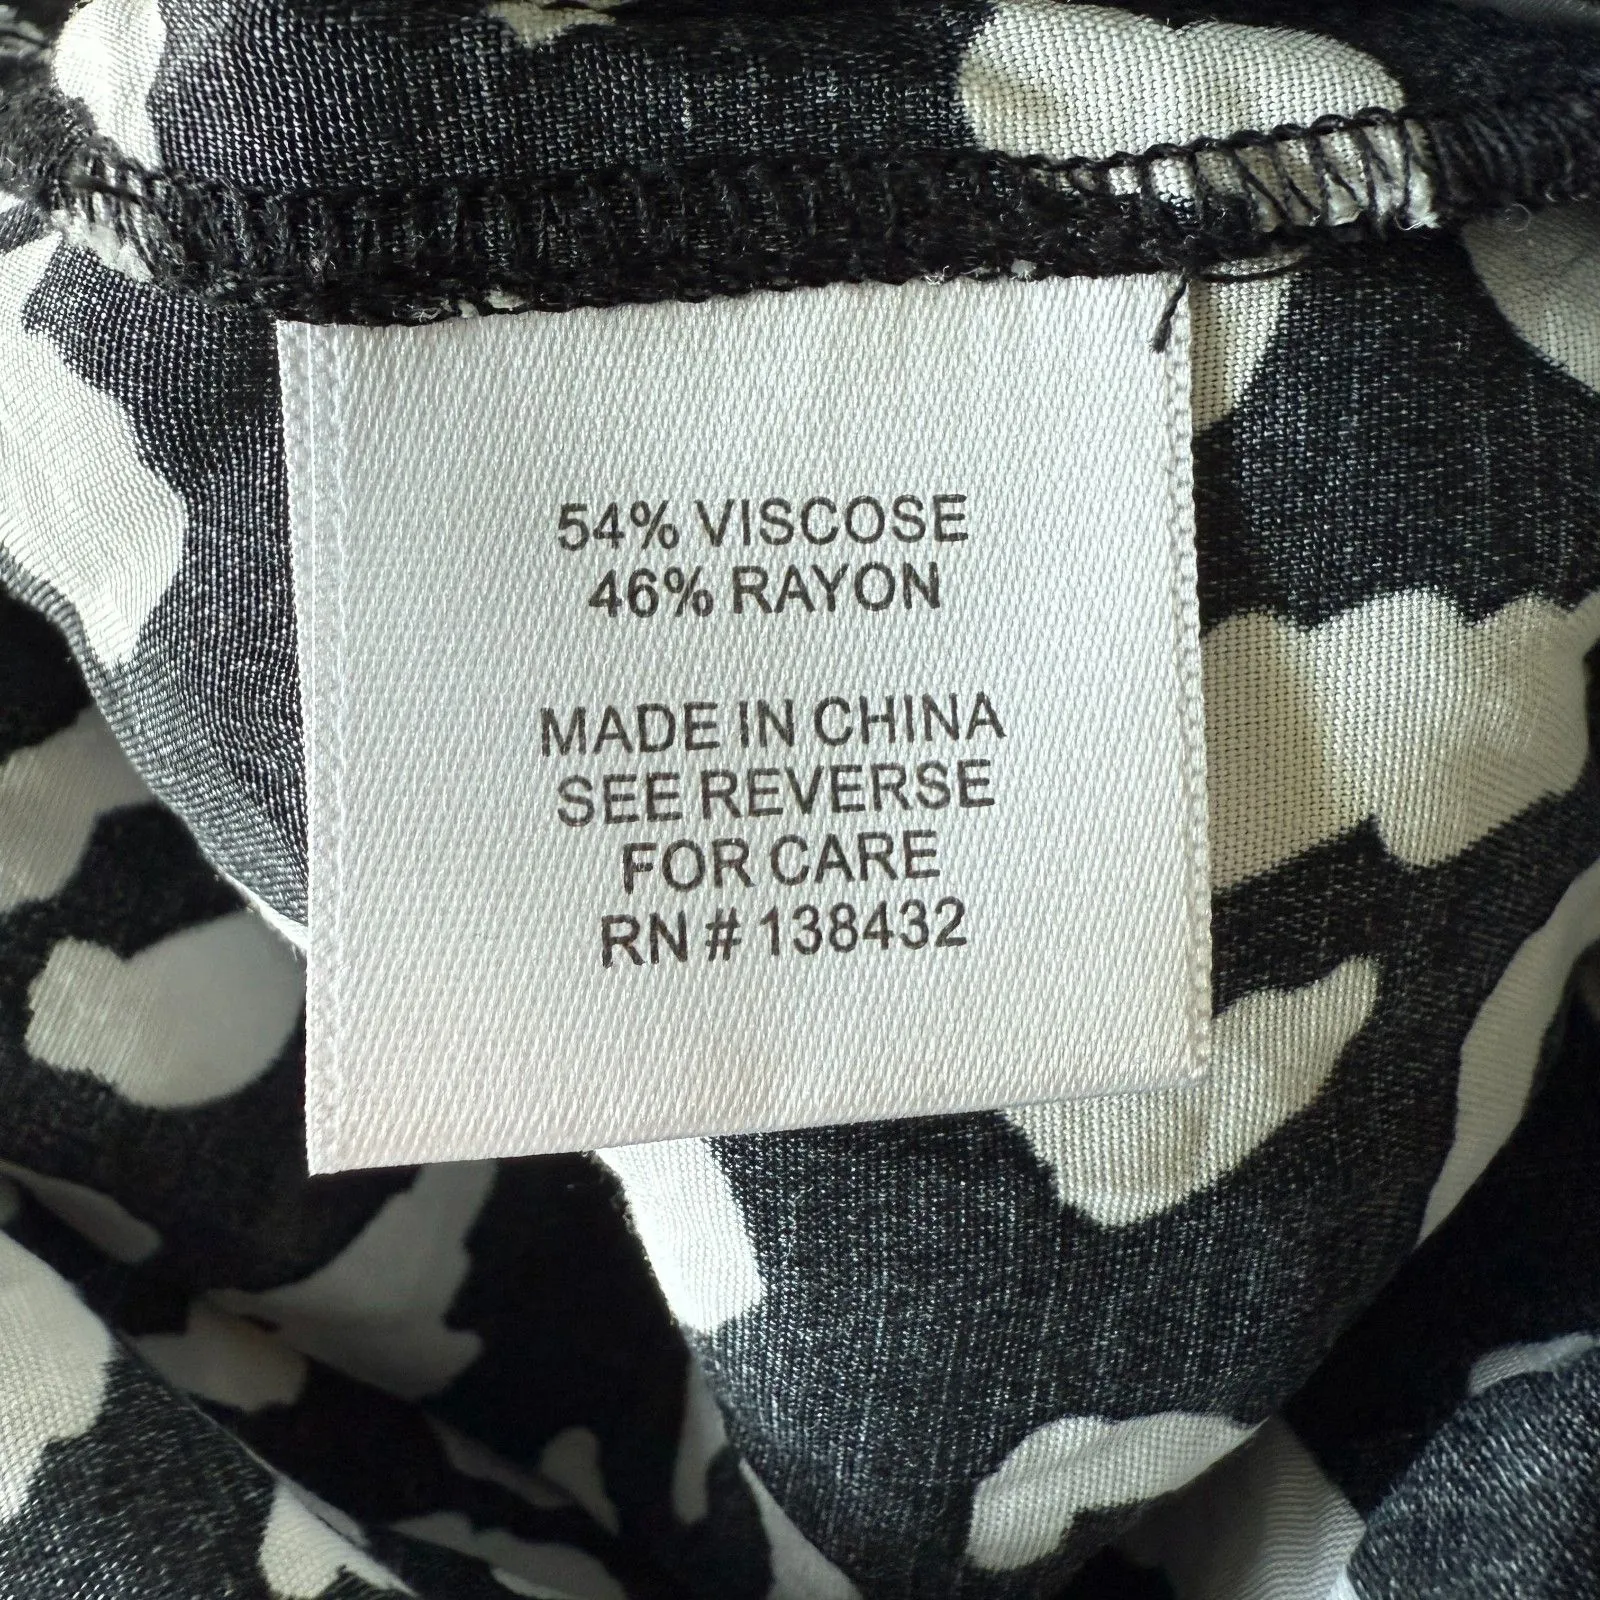 54% VISCOSE
46% RAYON
MADE IN CHINA
SEE REVERSE
FOR CARE
RN # 138432